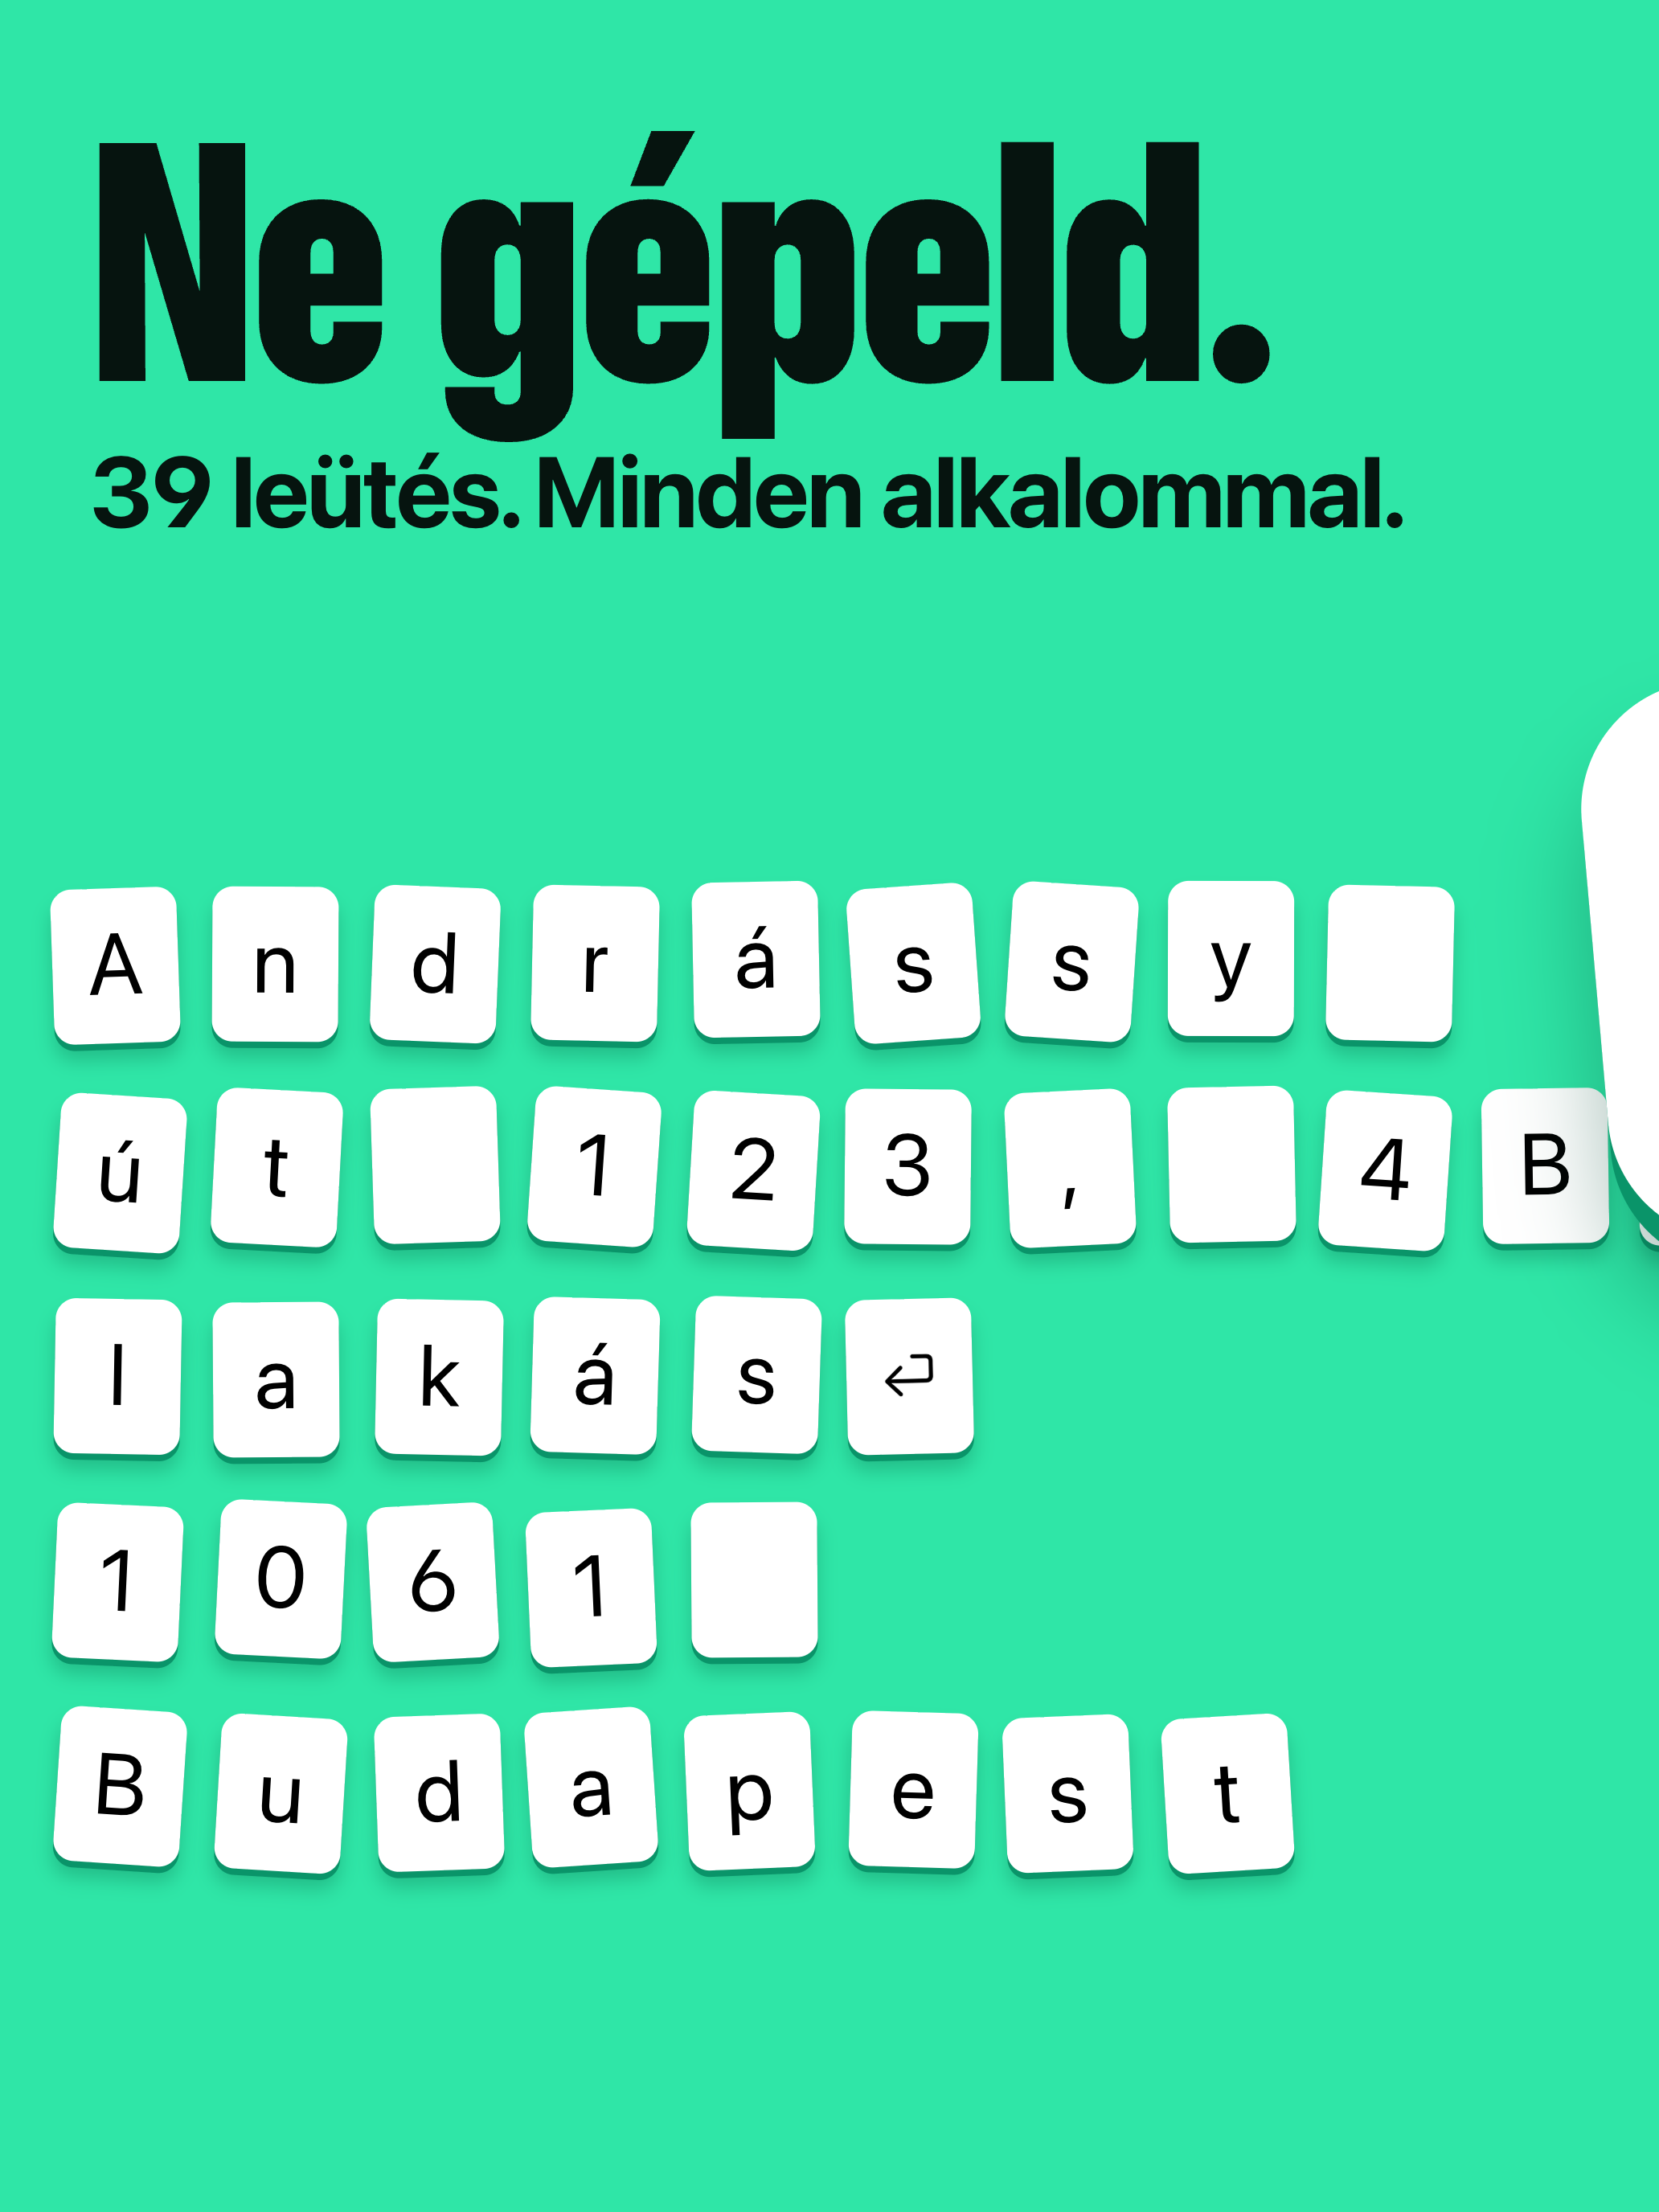 Ne gépeld.
39 leütés. Minden alkalommal.
Andrássy
út 123, 4B
lakás⏎
1061
Budapest